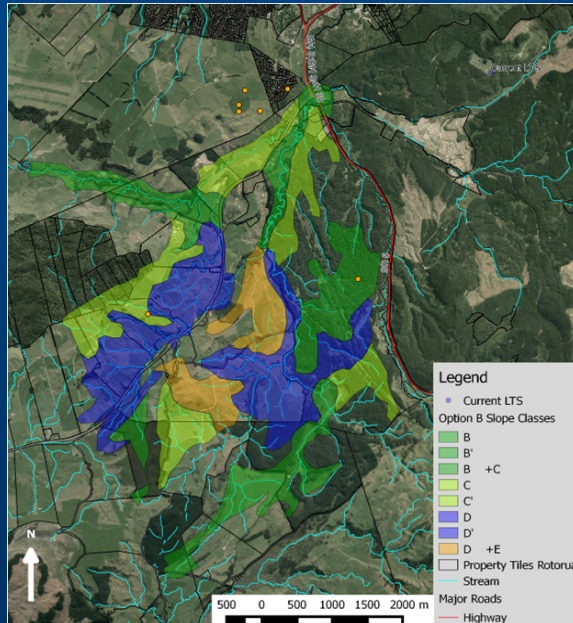 Current LTS
N
Legend
Current LTS
Option B Slope Classes
B
B'
B +C
C
C'
D
D'
D +E
Property Tiles Rotorua
Stream
Major Roads
Highway
500 0 500 1000 1500 2000 m